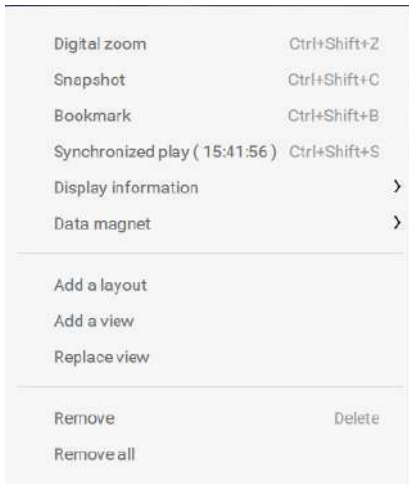 Digital zoom Ctrl+Shift+Z
Snapshot Ctrl+Shift+C
Bookmark Ctrl+Shift+B
Synchronized play ( 15:41:56 ) Ctrl+Shift+S
Display information >
Data magnet >
Add a layout
Add a view
Replace view
Remove Delete
Remove all